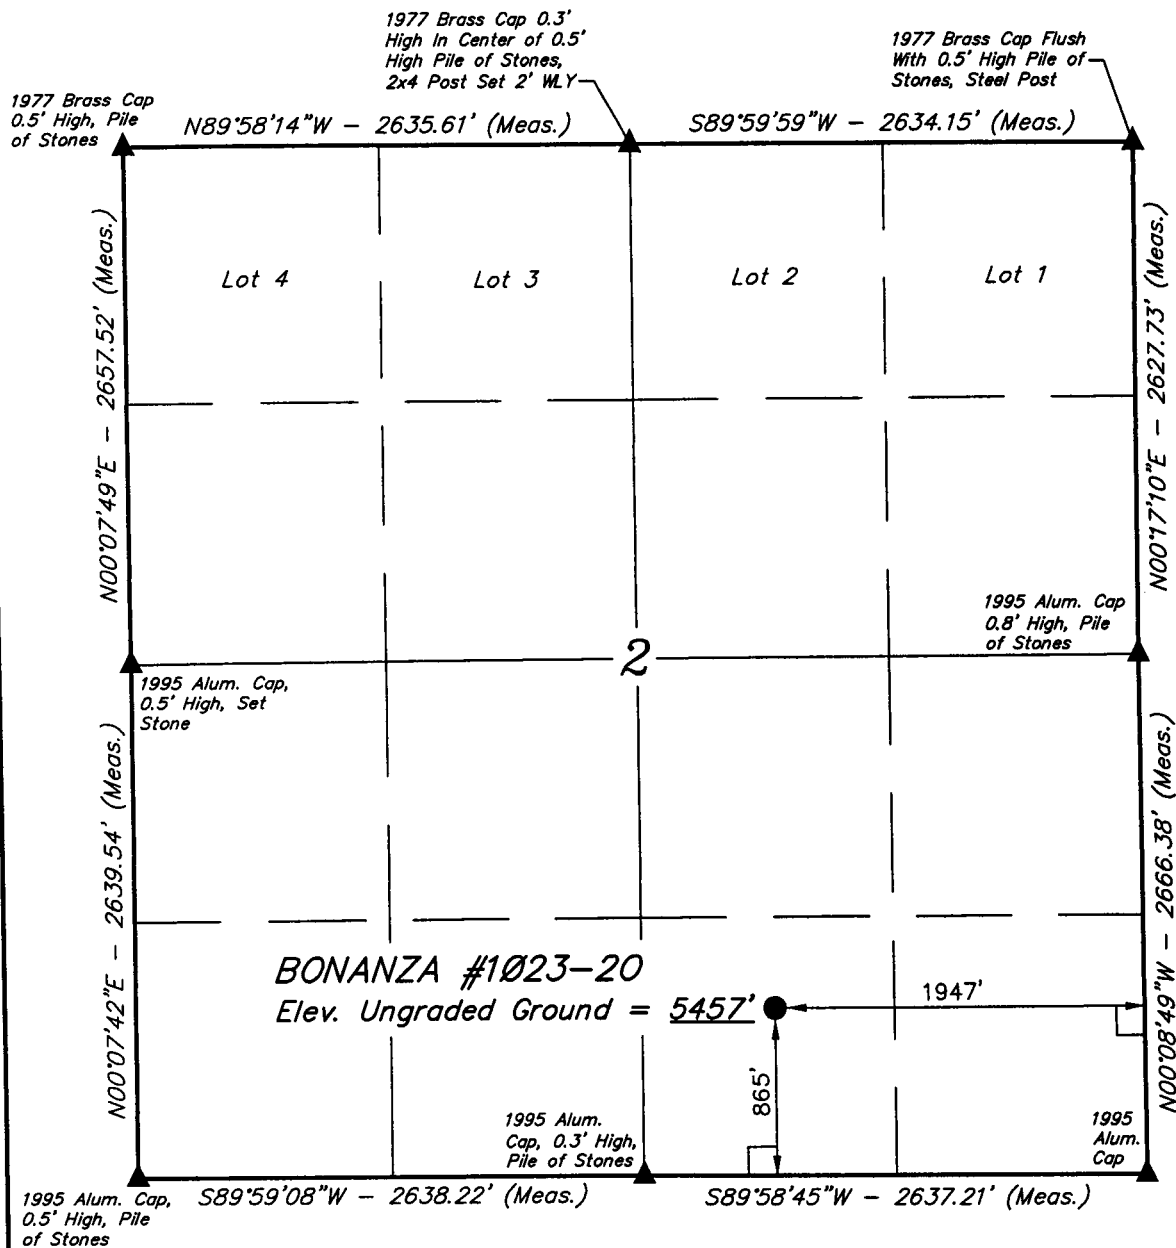 1977 Brass Cap 0.3'
High In Center of 0.5'
High Pile of Stones,
2x4 Post Set 2' WLY
1977 Brass Cap Flush
With 0.5' High Pile of
Stones, Steel Post
1977 Brass Cap
0.5' High, Pile
of Stones
N89°58'14"W - 2635.61' (Meas.)
S89°59'59"W - 2634.15' (Meas.)
N00°07'49"E - 2657.52' (Meas.)
Lot 4
Lot 3
Lot 2
Lot 1
N00°17'10"E - 2627.73' (Meas.)
1995 Alum. Cap
0.8' High, Pile
of Stones
2
1995 Alum. Cap,
0.5' High, Set
Stone
N00°07'42"E - 2639.54' (Meas.)
N00°08'49"W - 2666.38' (Meas.)
BONANZA #1Ø23-20
Elev. Ungraded Ground = 5457'
1947'
865'
1995 Alum.
Cap, 0.3' High,
Pile of Stones
1995
Alum.
Cap
1995 Alum. Cap,
0.5' High, Pile
of Stones
S89°59'08"W - 2638.22' (Meas.)
S89°58'45"W - 2637.21' (Meas.)